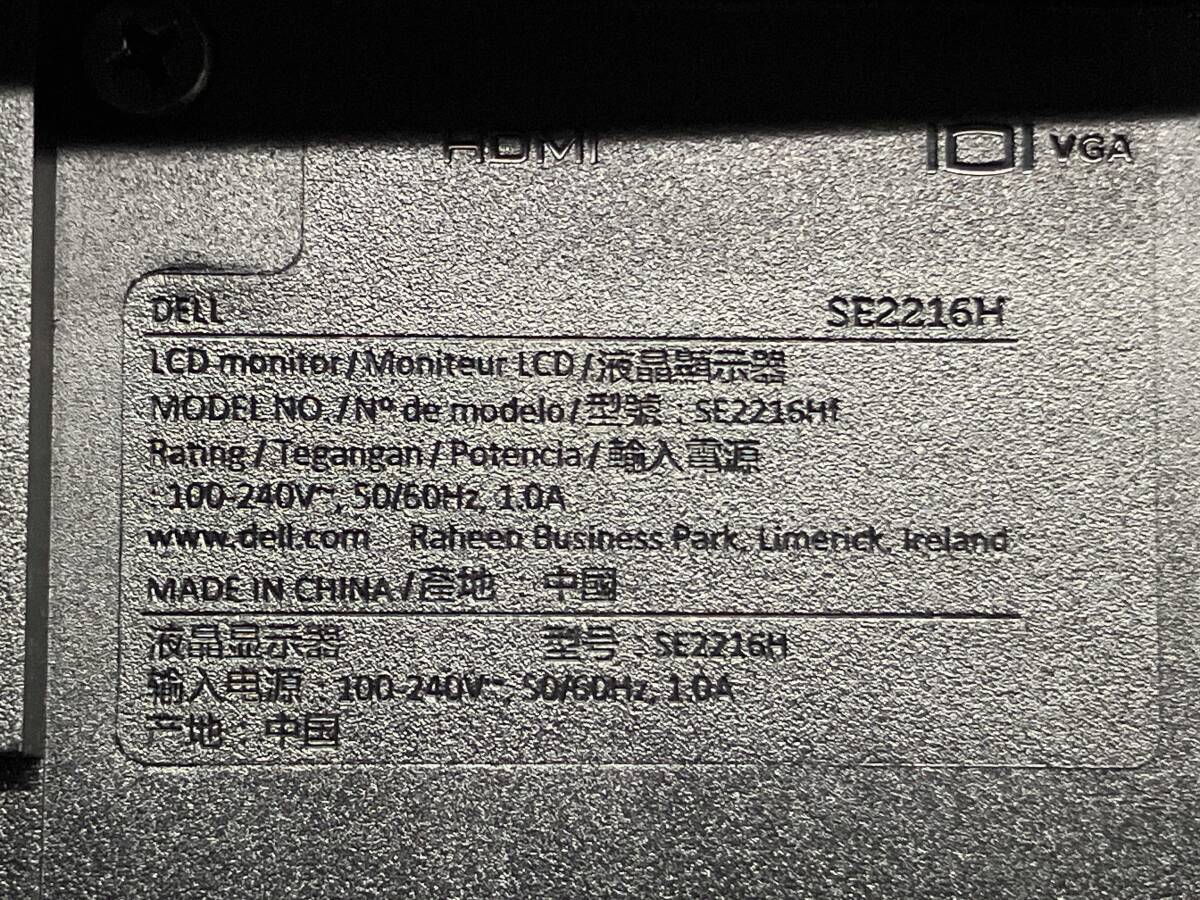 HDMI VGA
DELL SE2216H
LCD monitor/Moniteur LCD/液晶顯示器
MODEL NO./Nº de modelo/型號 : SE2216Hf
Rating/Tegangan/Potencia/輸入電源
: 100-240V~, 50/60Hz, 1.0A
www.dell.com Raheen Business Park, Limerick, Ireland
MADE IN CHINA/產地 : 中國
液晶显示器 型号 : SE2216H
输入电源 : 100-240V~, 50/60Hz, 1.0A
产地 : 中国